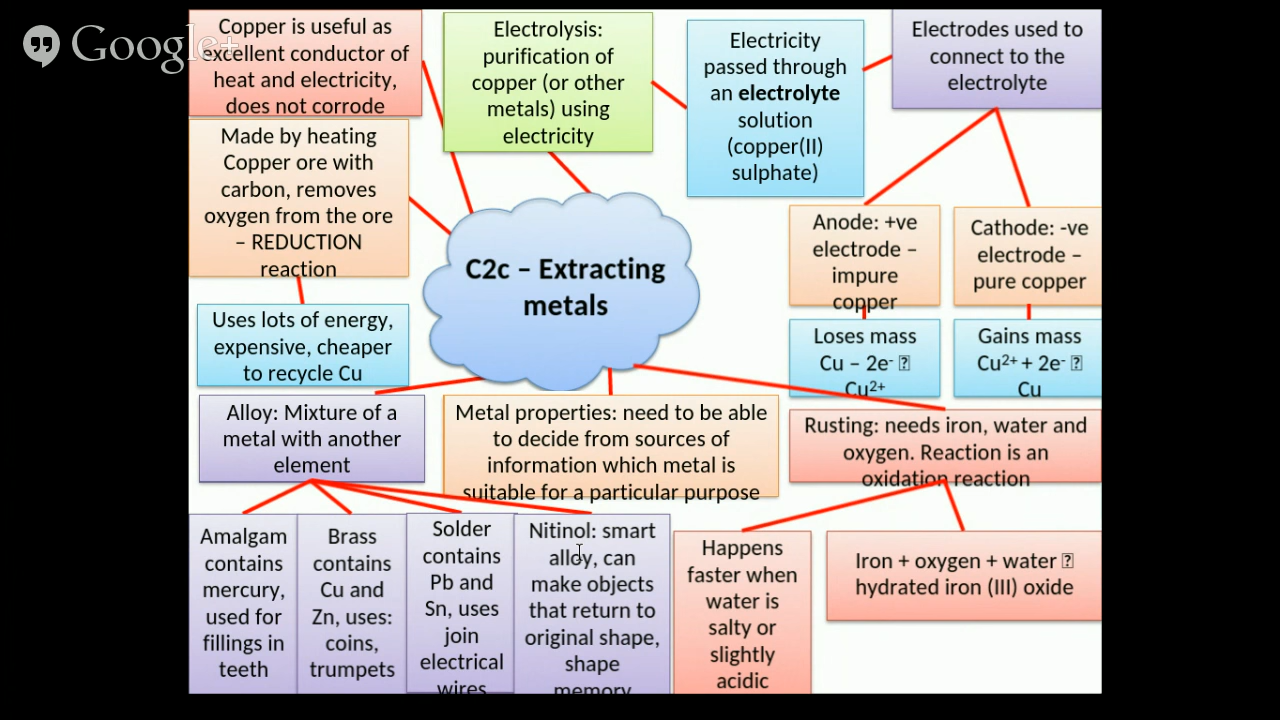 Google+
Copper is useful as
excellent conductor of
heat and electricity,
does not corrode
Electrolysis:
purification of
copper (or other
metals) using
electricity
Electricity
passed through
an electrolyte
solution
(copper(II)
sulphate)
Electrodes used to
connect to the
electrolyte
Made by heating
Copper ore with
carbon, removes
oxygen from the ore
– REDUCTION
reaction
C2c – Extracting
metals
Anode: +ve
electrode –
impure
copper
Cathode: -ve
electrode –
pure copper
Uses lots of energy,
expensive, cheaper
to recycle Cu
Loses mass
Cu – 2e-
Cu2+
Gains mass
Cu2+ + 2e-
Cu
Alloy: Mixture of a
metal with another
element
Metal properties: need to be able
to decide from sources of
information which metal is
suitable for a particular purpose
Rusting: needs iron, water and
oxygen. Reaction is an
oxidation reaction
Amalgam
contains
mercury,
used for
fillings in
teeth
Brass
contains
Cu and
Zn, uses:
coins,
trumpets
Solder
contains
Pb and
Sn, uses
join
electrical
wires
Nitinol: smart
alloy, can
make objects
that return to
original shape,
shape
memory
Happens
faster when
water is
salty or
slightly
acidic
Iron + oxygen + water
hydrated iron (III) oxide